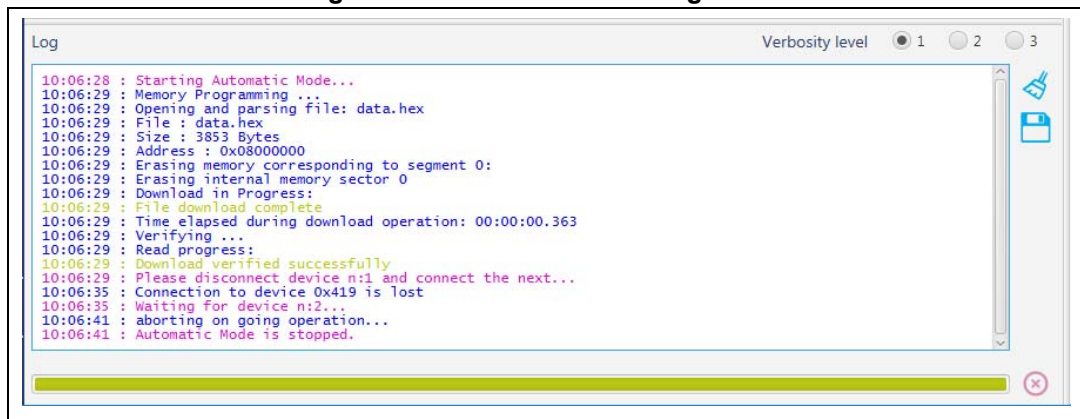 Log
Verbosity level 1 2 3
10:06:28 : Starting Automatic Mode...
10:06:29 : Memory Programming ...
10:06:29 : Opening and parsing file: data.hex
10:06:29 : File : data.hex
10:06:29 : Size : 3853 Bytes
10:06:29 : Address : 0x08000000
10:06:29 : Erasing memory corresponding to segment 0:
10:06:29 : Erasing internal memory sector 0
10:06:29 : Download in Progress:
10:06:29 : File download complete
10:06:29 : Time elapsed during download operation: 00:00:00.363
10:06:29 : Verifying ...
10:06:29 : Read progress:
10:06:29 : Download verified successfully
10:06:29 : Please disconnect device n:1 and connect the next...
10:06:35 : Connection to device 0x419 is lost
10:06:35 : Waiting for device n:2...
10:06:41 : aborting on going operation...
10:06:41 : Automatic Mode is stopped.